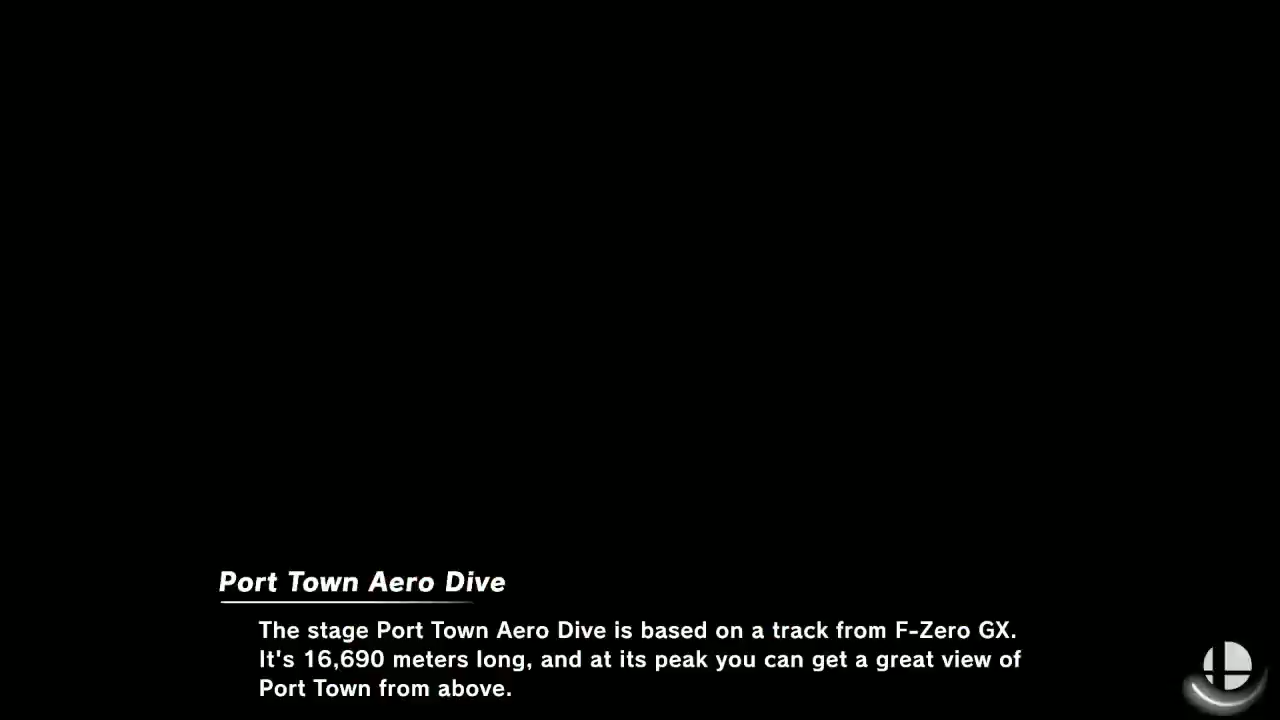 Port Town Aero Dive
The stage Port Town Aero Dive is based on a track from F-Zero GX.
It's 16,690 meters long, and at its peak you can get a great view of
Port Town from above.